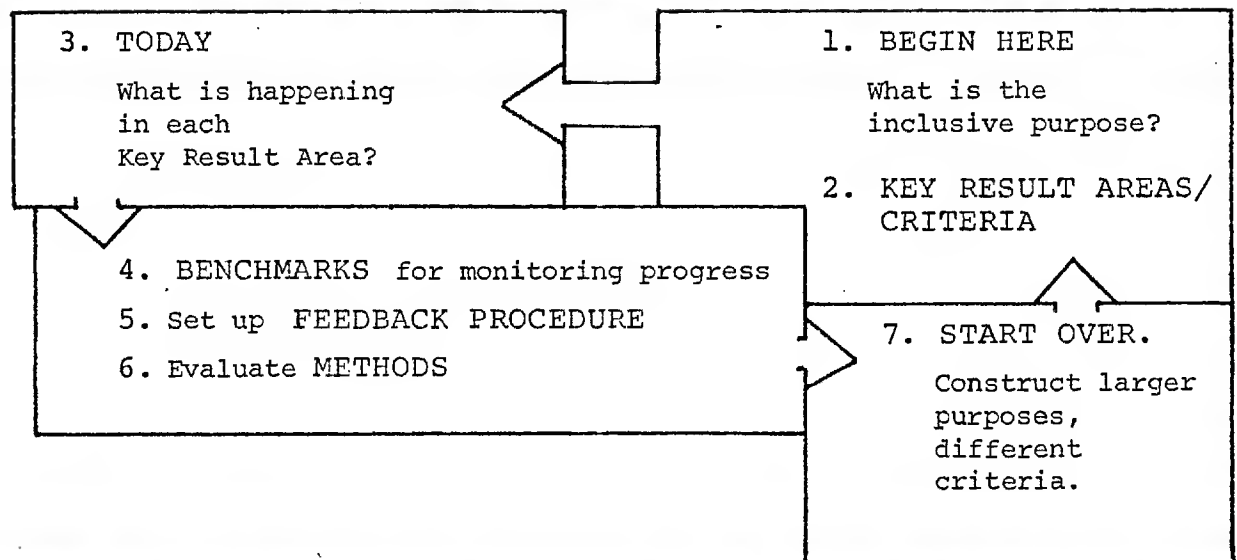 3. TODAY
What is happening
in each
Key Result Area?
1. BEGIN HERE
What is the
inclusive purpose?
2. KEY RESULT AREAS/
CRITERIA
4. BENCHMARKS for monitoring progress
5. Set up FEEDBACK PROCEDURE
6. Evaluate METHODS
7. START OVER.
Construct larger
purposes,
different
criteria.